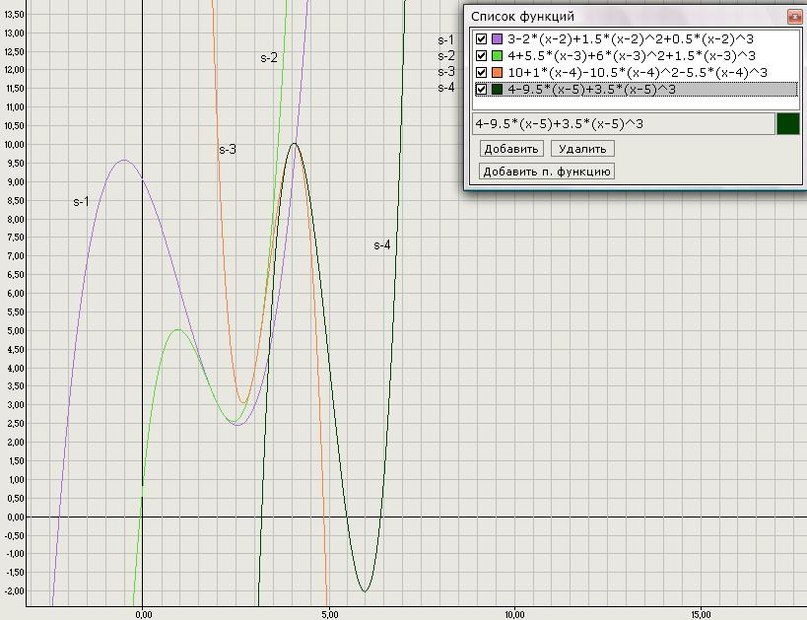 13,50
13,00
12,50
12,00
11,50
11,00
10,50
10,00
9,50
9,00
8,50
8,00
7,50
7,00
6,50
6,00
5,50
5,00
4,50
4,00
3,50
3,00
2,50
2,00
1,50
1,00
0,50
0,00
-0,50
-1,00
-1,50
-2,00
0,00 5,00 10,00 15,00
s-1
s-2
s-3
s-4
s-1
s-2
s-3
s-4
Список функций
3-2*(x-2)+1.5*(x-2)^2+0.5*(x-2)^3
4+5.5*(x-3)+6*(x-3)^2+1.5*(x-3)^3
10+1*(x-4)-10.5*(x-4)^2-5.5*(x-4)^3
4-9.5*(x-5)+3.5*(x-5)^3
4-9.5*(x-5)+3.5*(x-5)^3
Добавить Удалить
Добавить п. функцию